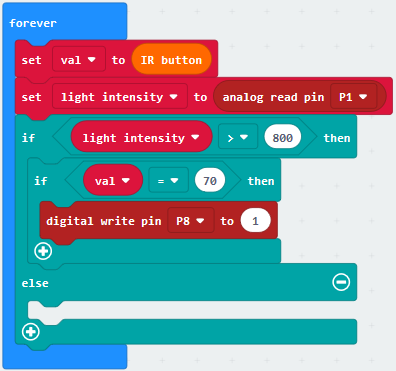 forever
set val to IR button
set light intensity to analog read pin P1
if light intensity > 800 then
if val = 70 then
digital write pin P8 to 1
else